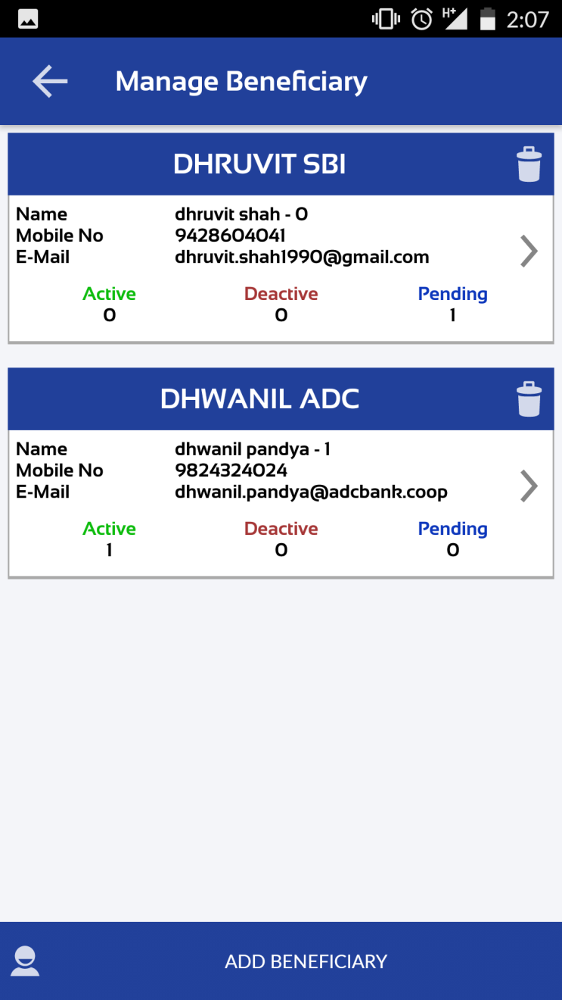 H+ 2:07
Manage Beneficiary
DHRUVIT SBI
Name dhruvit shah - 0
Mobile No 9428604041
E-Mail dhruvit.shah1990@gmail.com
Active Deactive Pending
0 0 1
DHWANIL ADC
Name dhwanil pandya - 1
Mobile No 9824324024
E-Mail dhwanil.pandya@adcbank.coop
Active Deactive Pending
1 0 0
ADD BENEFICIARY